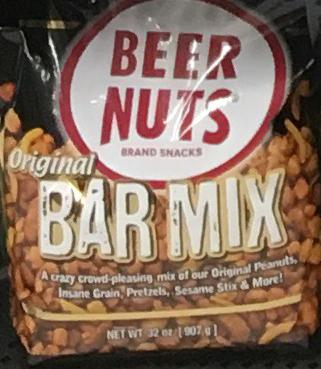 BEER
NUTS
BRAND SNACKS
Original
BAR MIX
A crazy crowd-pleasing mix of our Original Peanuts,
Insane Grain, Pretzels, Sesame Stix & More!
NET WT 32 oz [907 g]